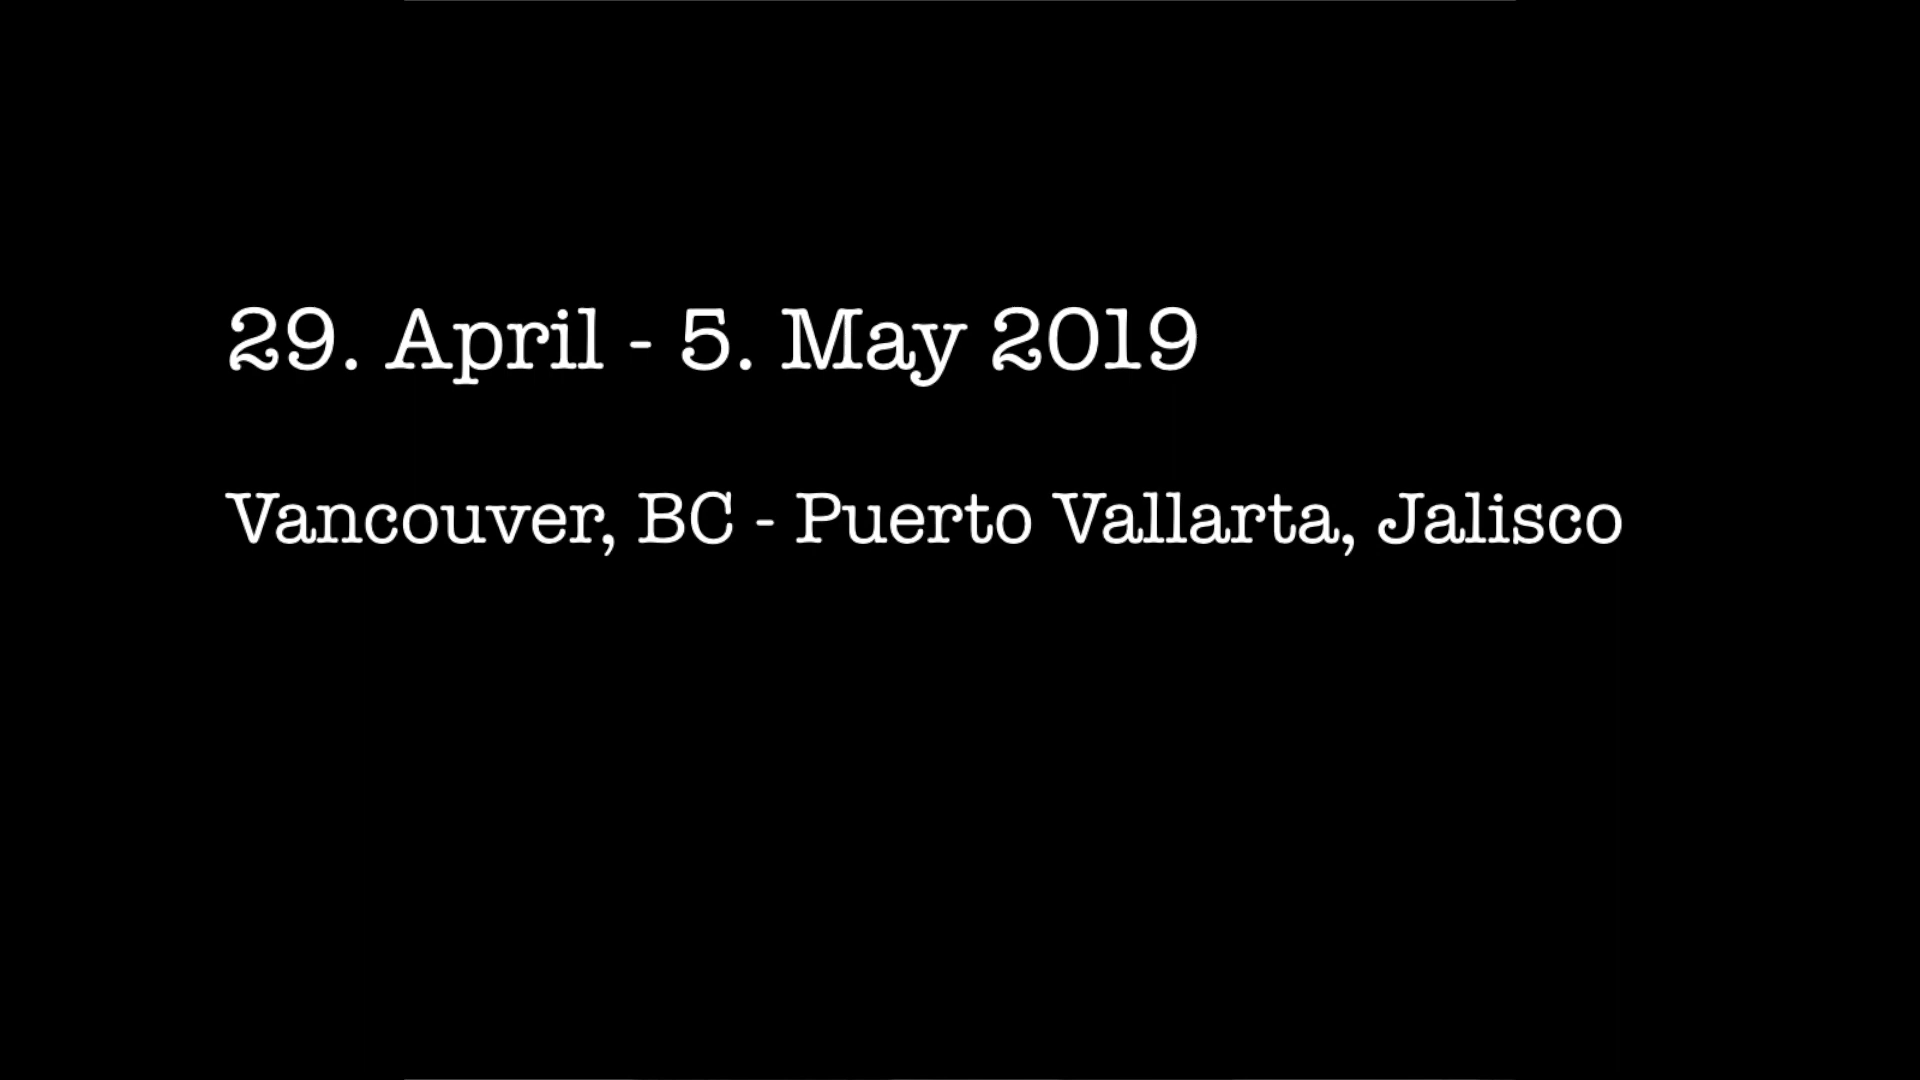 29. April - 5. May 2019
Vancouver, BC - Puerto Vallarta, Jalisco